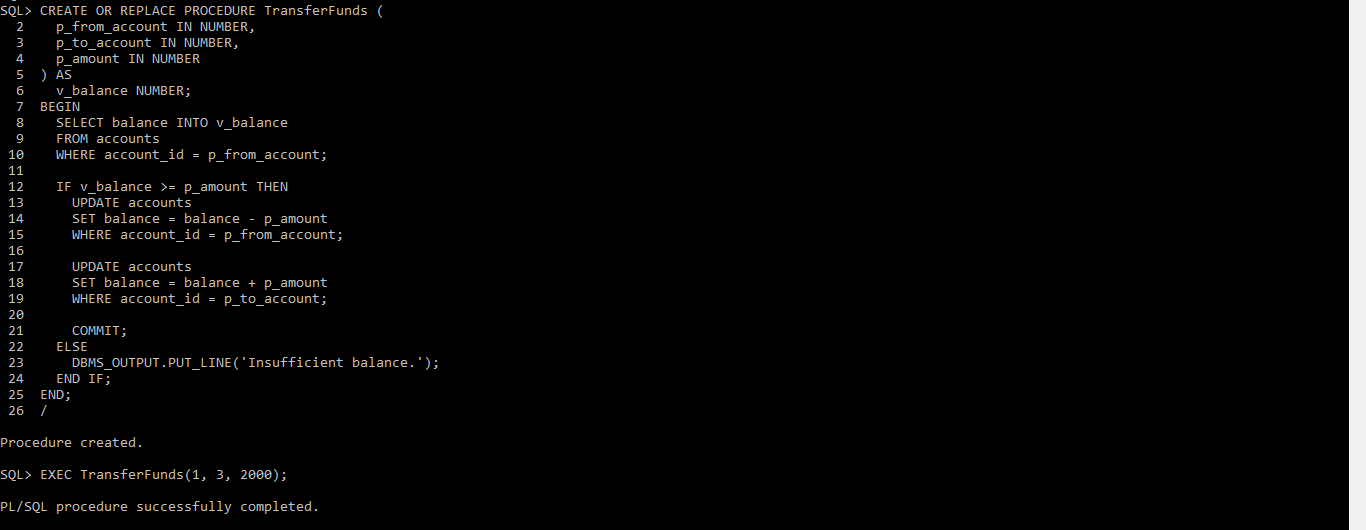 SQL> CREATE OR REPLACE PROCEDURE TransferFunds (
  2    p_from_account IN NUMBER,
  3    p_to_account IN NUMBER,
  4    p_amount IN NUMBER
  5  ) AS
  6    v_balance NUMBER;
  7  BEGIN
  8    SELECT balance INTO v_balance
  9    FROM accounts
 10    WHERE account_id = p_from_account;
 11
 12    IF v_balance >= p_amount THEN
 13      UPDATE accounts
 14      SET balance = balance - p_amount
 15      WHERE account_id = p_from_account;
 16
 17      UPDATE accounts
 18      SET balance = balance + p_amount
 19      WHERE account_id = p_to_account;
 20
 21      COMMIT;
 22    ELSE
 23      DBMS_OUTPUT.PUT_LINE('Insufficient balance.');
 24    END IF;
 25  END;
 26  /

Procedure created.

SQL> EXEC TransferFunds(1, 3, 2000);

PL/SQL procedure successfully completed.